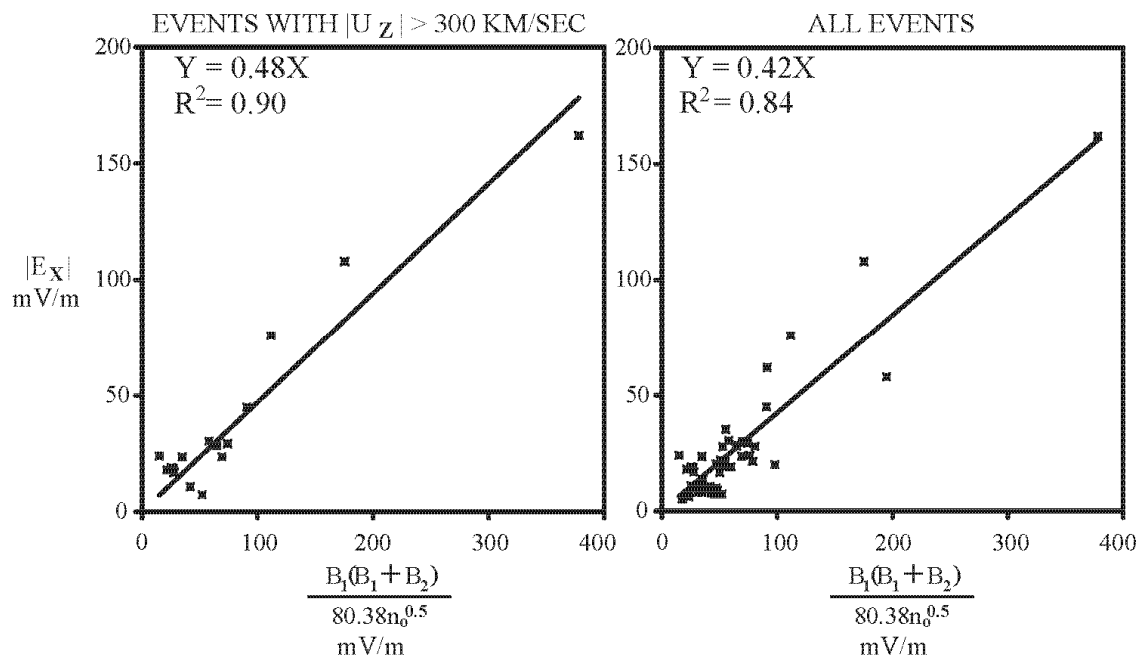 EVENTS WITH |U Z| > 300 KM/SEC
ALL EVENTS
200
150
100
50
0
Y = 0.48X
R² = 0.90
Y = 0.42X
R² = 0.84
200
150
100
50
0
|EX|
mV/m
0 100 200 300 400
0 100 200 300 400
B₁(B₁ + B₂)
80.38n₀^0.5
mV/m
B₁(B₁ + B₂)
80.38n₀^0.5
mV/m